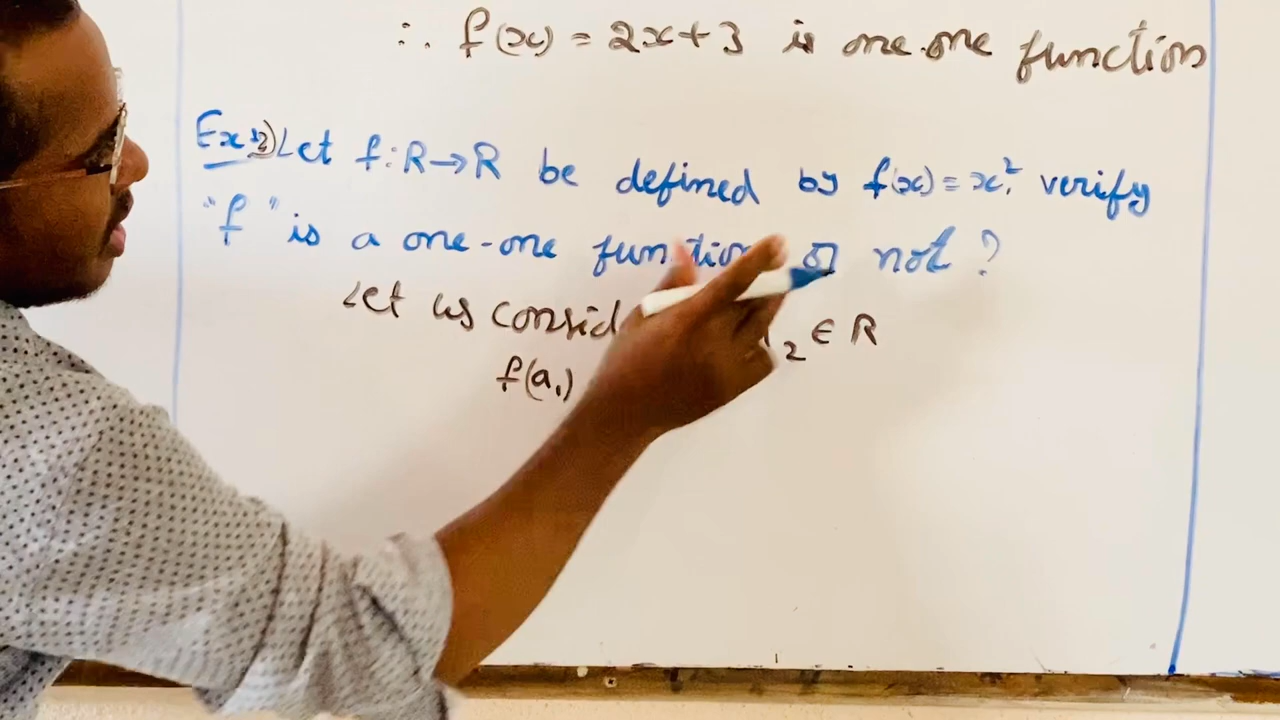 ∴ f(x) = 2x+3 is one-one function
Ex:2) Let f:R→R be defined by f(x) = x². verify
"f" is a one-one function or not?
Let us consid 2 ∈ R
f(a₁)